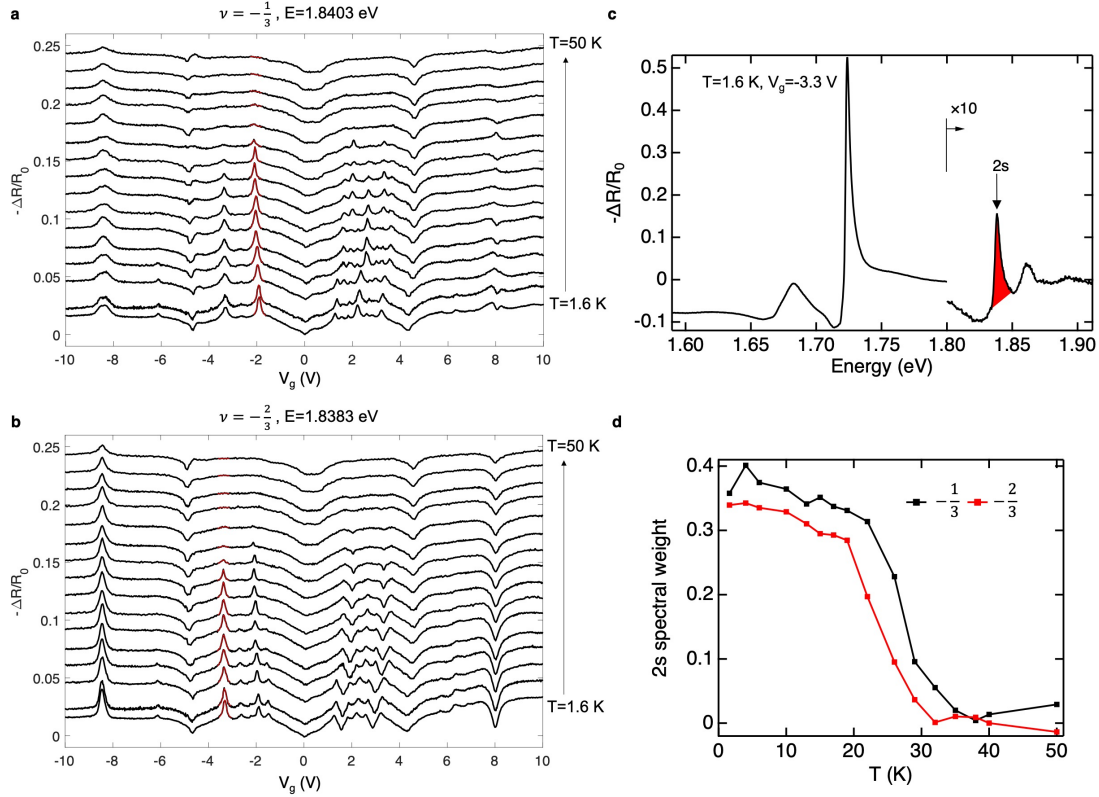 a
ν = −1/3 , E=1.8403 eV
T=50 K
0.25
0.2
0.15
0.1
0.05
0
-ΔR/R0
T=1.6 K
-10 -8 -6 -4 -2 0 2 4 6 8 10
Vg (V)
b
ν = −2/3 , E=1.8383 eV
T=50 K
0.25
0.2
0.15
0.1
0.05
0
-ΔR/R0
T=1.6 K
-10 -8 -6 -4 -2 0 2 4 6 8 10
Vg (V)
c
T=1.6 K, Vg=-3.3 V
×10
2s
0.5
0.4
0.3
0.2
0.1
0
-0.1
-ΔR/R0
1.60 1.65 1.70 1.75 1.80 1.85 1.90
Energy (eV)
d
−1/3 −2/3
0.4
0.3
0.2
0.1
0
2s spectral weight
0 10 20 30 40 50
T (K)